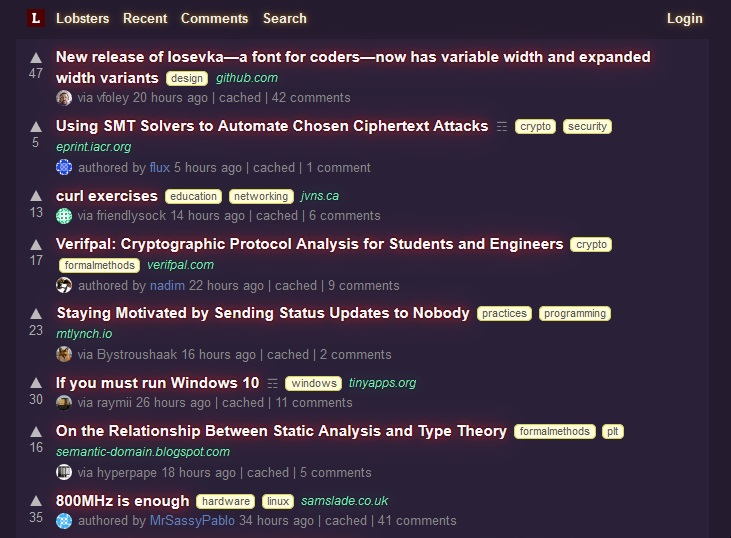 L Lobsters Recent Comments Search Login
New release of Iosevka—a font for coders—now has variable width and expanded
width variants design github.com
47
via vfoley 20 hours ago | cached | 42 comments
Using SMT Solvers to Automate Chosen Ciphertext Attacks ☶ crypto security
5
eprint.iacr.org
authored by flux 5 hours ago | cached | 1 comment
curl exercises education networking jvns.ca
13 via friendlysock 14 hours ago | cached | 6 comments
Verifpal: Cryptographic Protocol Analysis for Students and Engineers crypto
17 formalmethods verifpal.com
authored by nadim 22 hours ago | cached | 9 comments
Staying Motivated by Sending Status Updates to Nobody practices programming
23 mtlynch.io
via Bystroushaak 16 hours ago | cached | 2 comments
If you must run Windows 10 ☶ windows tinyapps.org
30 via raymii 26 hours ago | cached | 11 comments
On the Relationship Between Static Analysis and Type Theory formalmethods plt
16 semantic-domain.blogspot.com
via hyperpape 18 hours ago | cached | 5 comments
800MHz is enough hardware linux samslade.co.uk
35 authored by MrSassyPablo 34 hours ago | cached | 41 comments